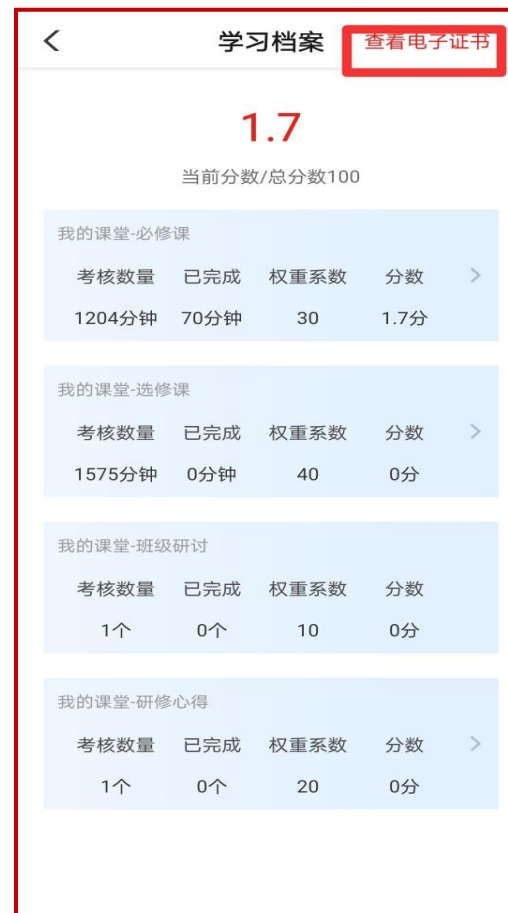 学习档案 查看电子证书
1.7
当前分数/总分数100
我的课堂-必修课
考核数量 已完成 权重系数 分数
1204分钟 70分钟 30 1.7分
我的课堂-选修课
考核数量 已完成 权重系数 分数
1575分钟 0分钟 40 0分
我的课堂-班级研讨
考核数量 已完成 权重系数 分数
1个 0个 10 0分
我的课堂-研修心得
考核数量 已完成 权重系数 分数
1个 0个 20 0分